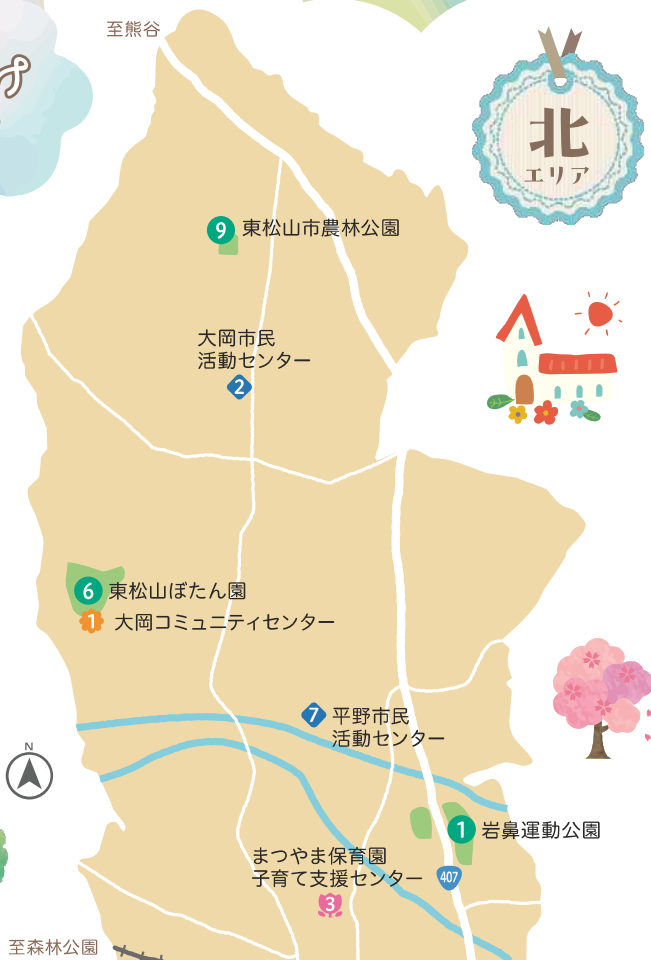 至熊谷
プ
北
エリア
9 東松山市農林公園
大岡市民
活動センター
2
6 東松山ぼたん園
1 大岡コミュニティセンター
7 平野市民
活動センター
N
1 岩鼻運動公園
まつやま保育園
子育て支援センター
407
3
至森林公園